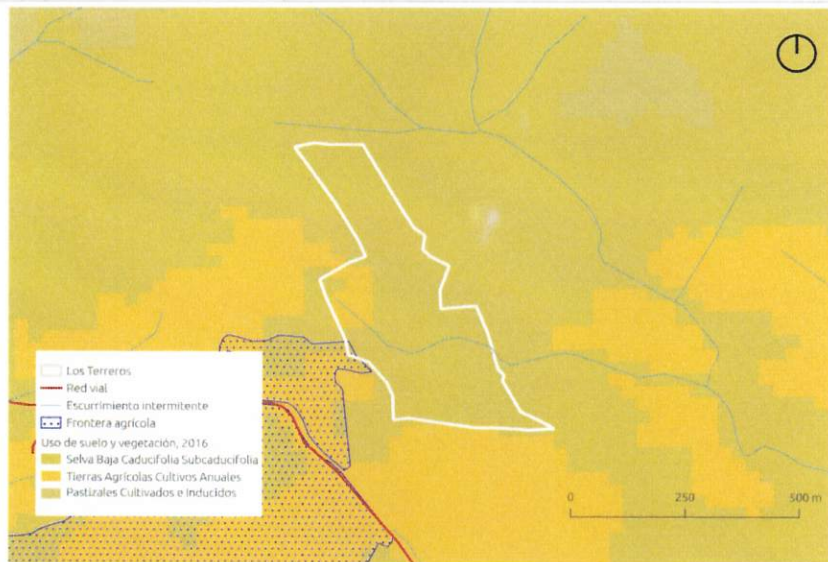 Los Terreros
Red vial
Escurrimiento intermitente
Frontera agrícola
Uso de suelo y vegetación, 2016
Selva Baja Caducifolia Subcaducifolia
Tierras Agrícolas Cultivos Anuales
Pastizales Cultivados e Inducidos
0 250 500 m